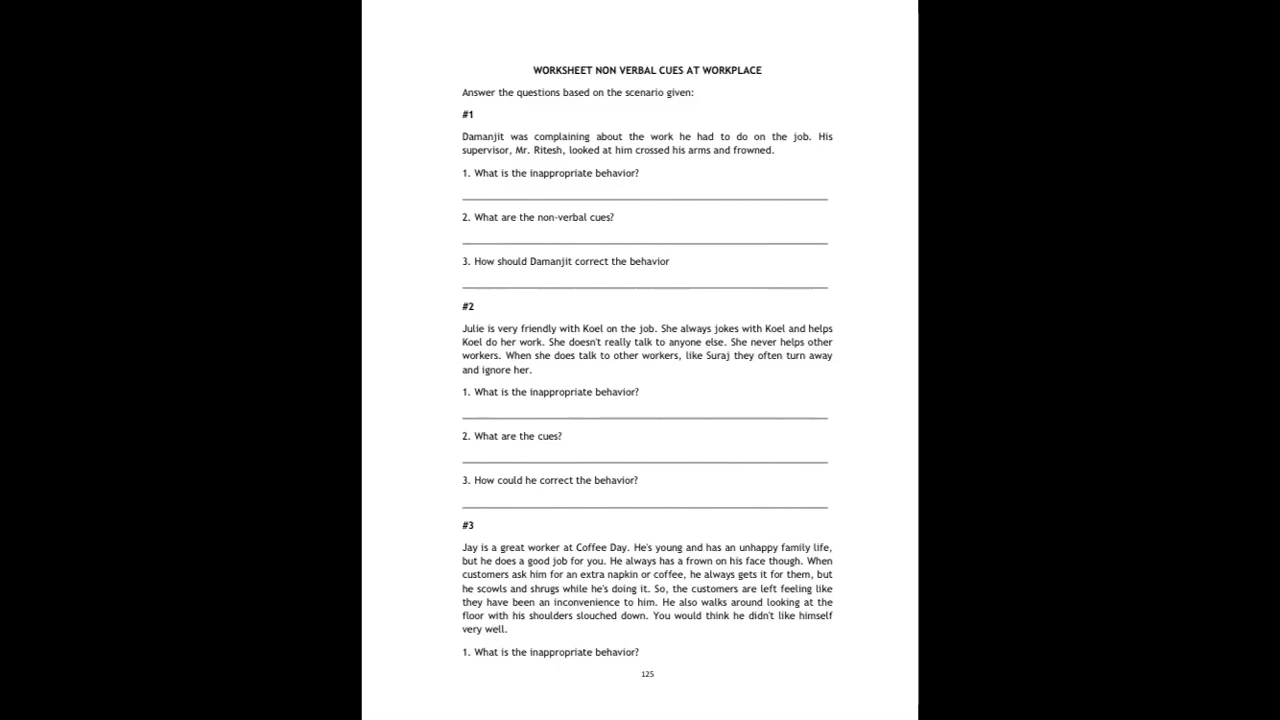 WORKSHEET NON VERBAL CUES AT WORKPLACE
Answer the questions based on the scenario given:
#1
Damanjit was complaining about the work he had to do on the job. His
supervisor, Mr. Ritesh, looked at him crossed his arms and frowned.
1. What is the inappropriate behavior?
2. What are the non-verbal cues?
3. How should Damanjit correct the behavior
#2
Julie is very friendly with Koel on the job. She always jokes with Koel and helps
Koel do her work. She doesn't really talk to anyone else. She never helps other
workers. When she does talk to other workers, like Suraj they often turn away
and ignore her.
1. What is the inappropriate behavior?
2. What are the cues?
3. How could he correct the behavior?
#3
Jay is a great worker at Coffee Day. He's young and has an unhappy family life,
but he does a good job for you. He always has a frown on his face though. When
customers ask him for an extra napkin or coffee, he always gets it for them, but
he scowls and shrugs while he's doing it. So, the customers are left feeling like
they have been an inconvenience to him. He also walks around looking at the
floor with his shoulders slouched down. You would think he didn't like himself
very well.
1. What is the inappropriate behavior?
125